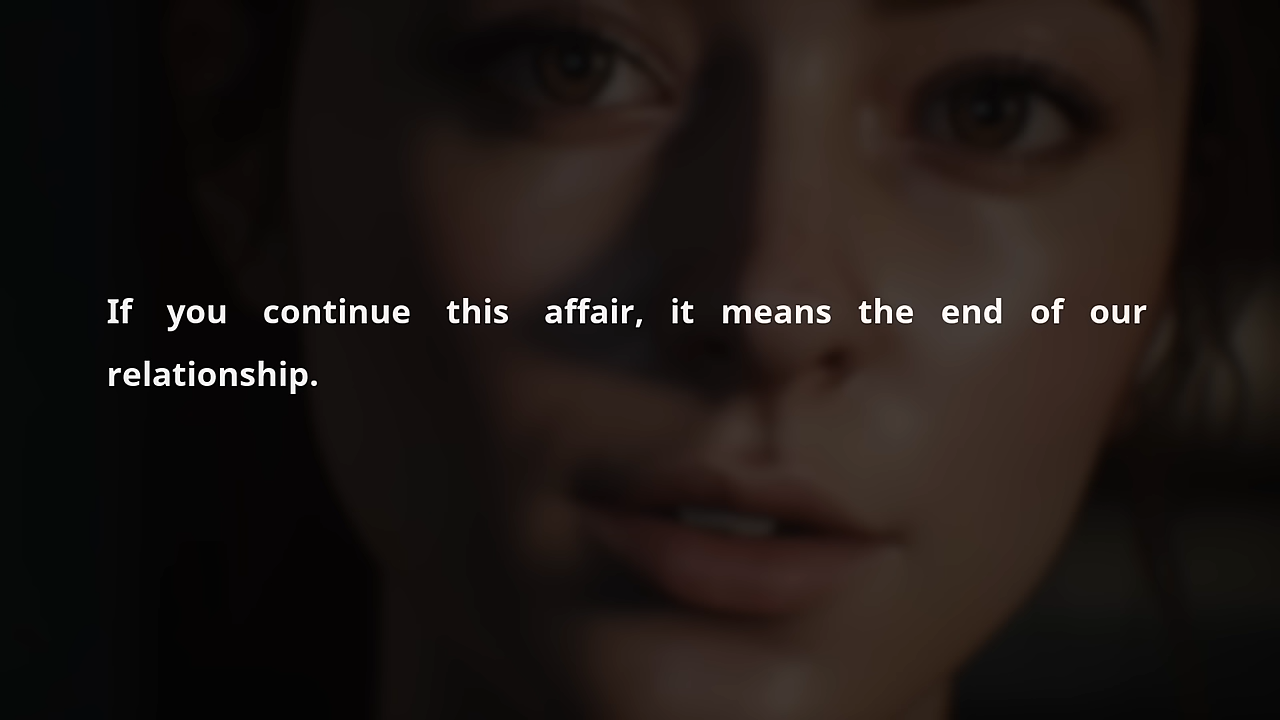 If you continue this affair, it means the end of our
relationship.